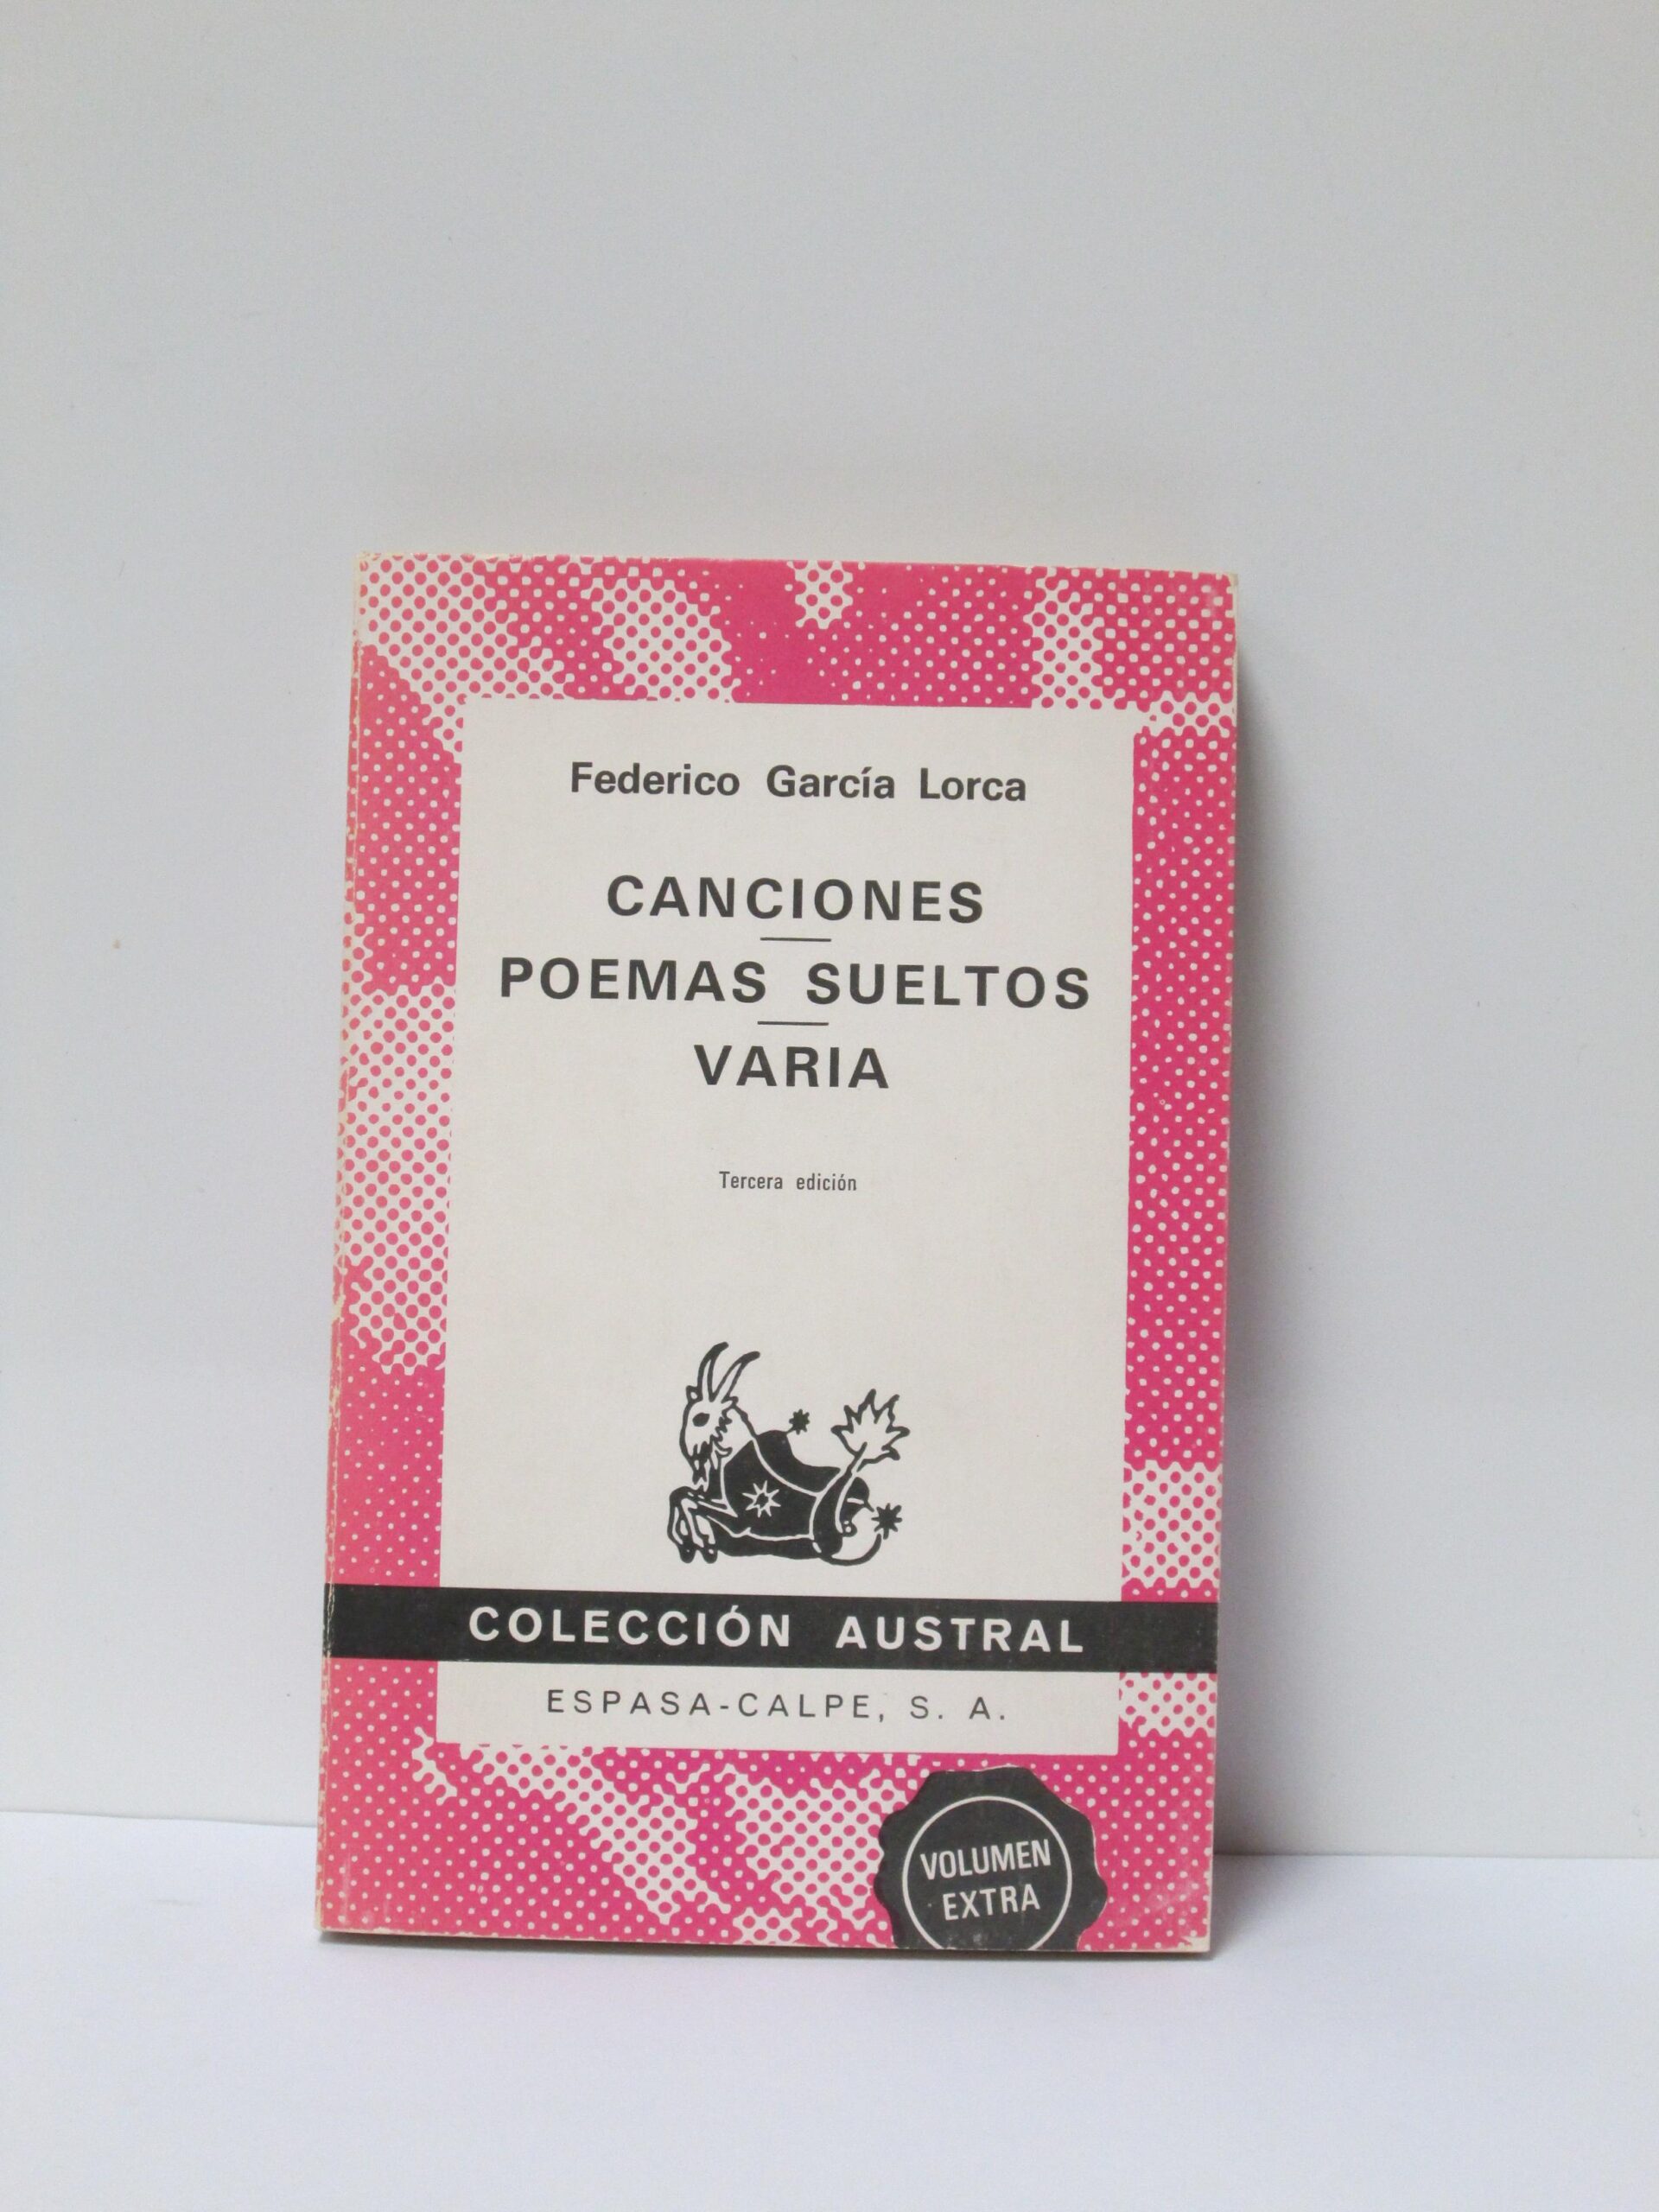 Federico García Lorca
CANCIONES
POEMAS SUELTOS
VARIA
Tercera edición
COLECCIÓN AUSTRAL
ESPASA-CALPE, S. A.
VOLUMEN
EXTRA